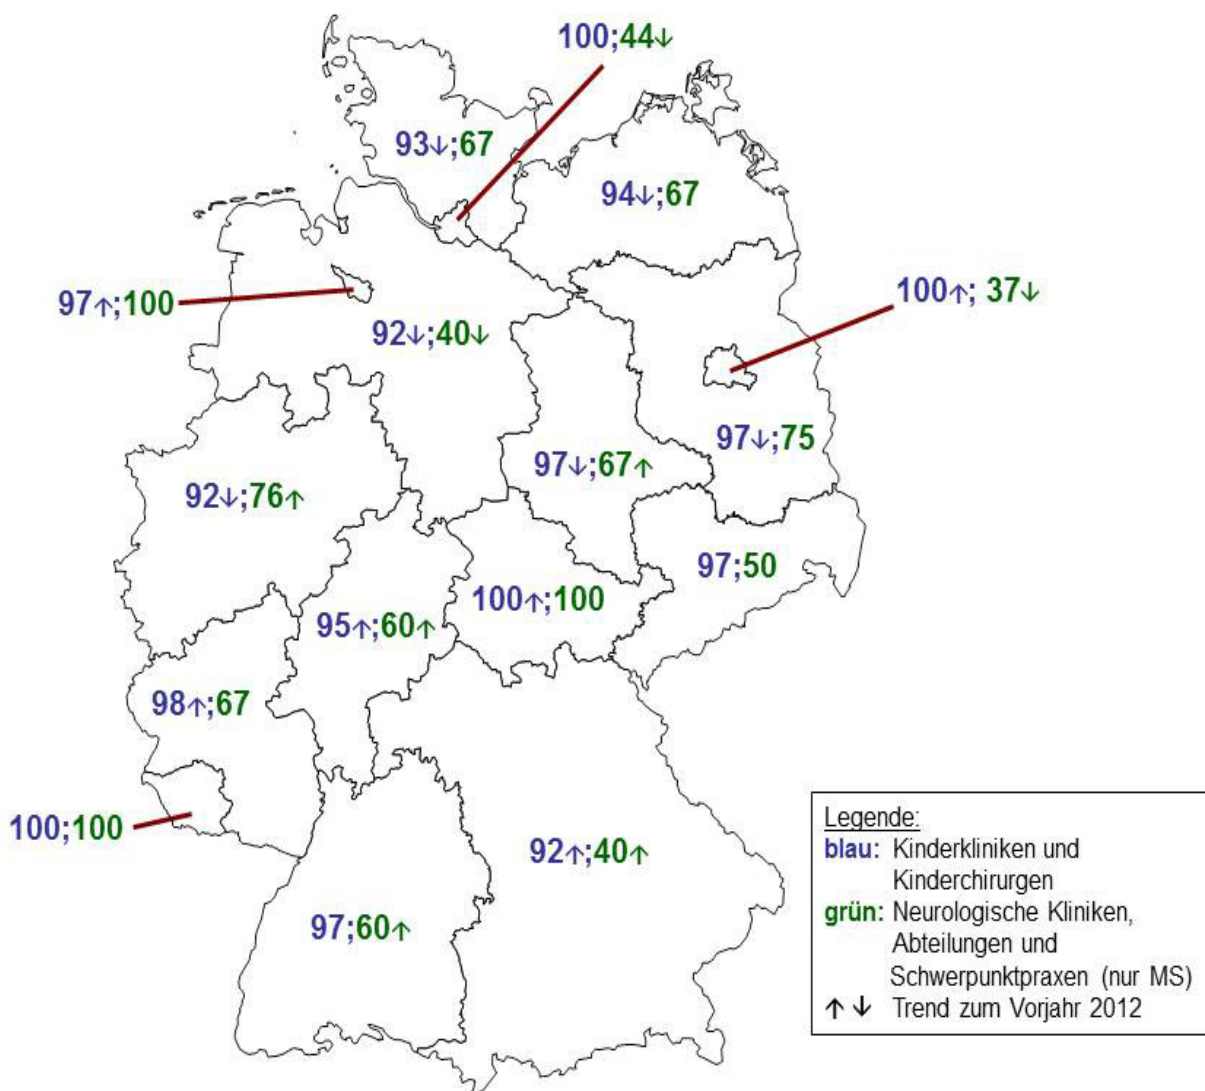 100;44↓
93↓;67
94↓;67
97↑;100
100↑; 37↓
92↓;40↓
97↓;75
97↓;67↑
92↓;76↑
97;50
100↑;100
95↑;60↑
98↑;67
100;100
92↑;40↑
97;60↑
Legende:
blau: Kinderkliniken und
Kinderchirurgen
grün: Neurologische Kliniken,
Abteilungen und
Schwerpunktpraxen (nur MS)
↑ ↓ Trend zum Vorjahr 2012